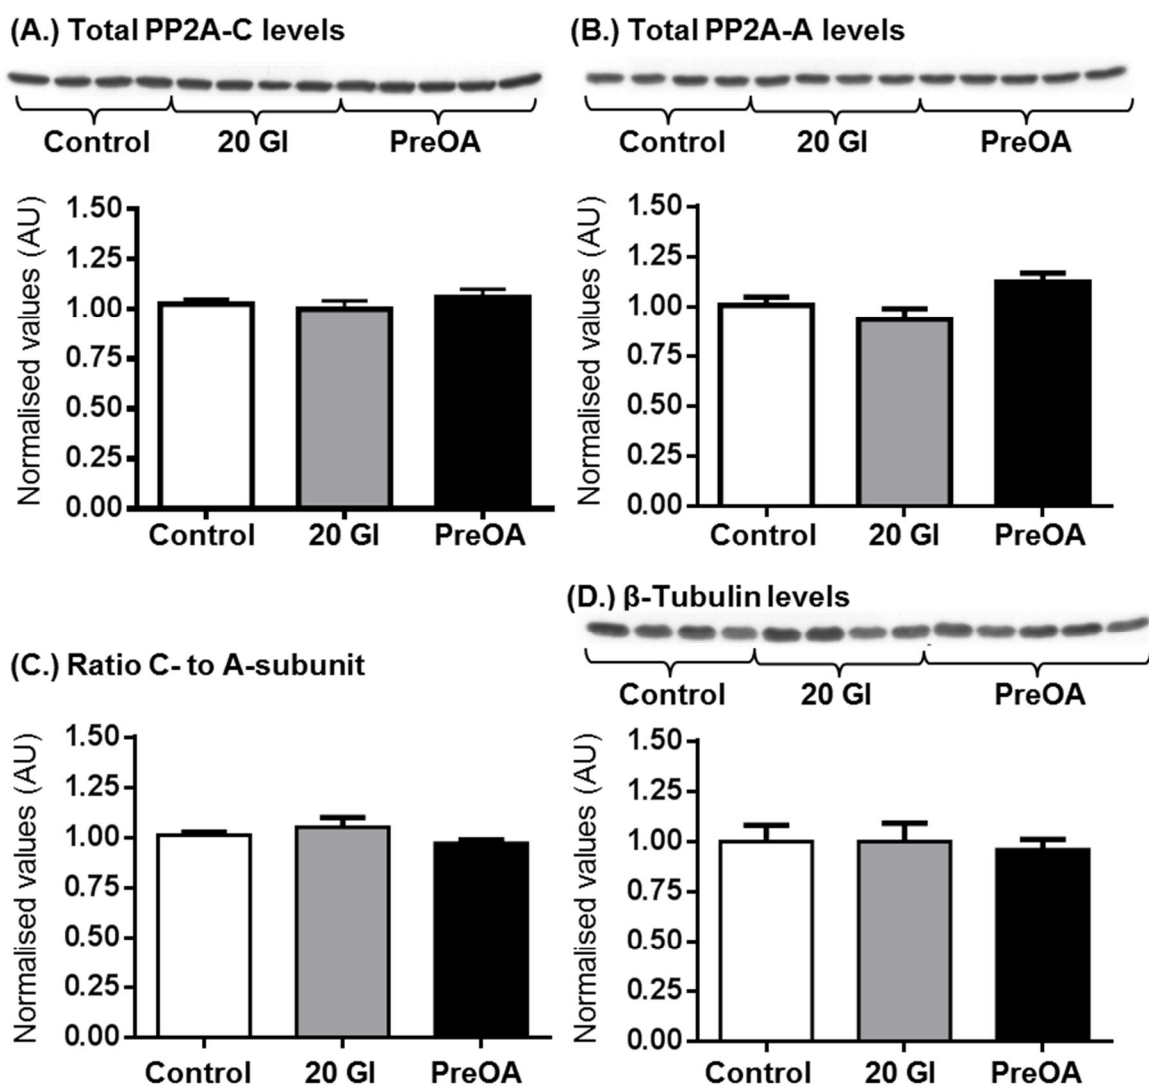 (A.) Total PP2A-C levels
Control 20 GI PreOA
Normalised values (AU)
1.50
1.25
1.00
0.75
0.50
0.25
0.00
Control 20 GI PreOA
(B.) Total PP2A-A levels
Control 20 GI PreOA
Normalised values (AU)
1.50
1.25
1.00
0.75
0.50
0.25
0.00
Control 20 GI PreOA
(C.) Ratio C- to A-subunit
Normalised values (AU)
1.50
1.25
1.00
0.75
0.50
0.25
0.00
Control 20 GI PreOA
(D.) β-Tubulin levels
Control 20 GI PreOA
Normalised values (AU)
1.50
1.25
1.00
0.75
0.50
0.25
0.00
Control 20 GI PreOA